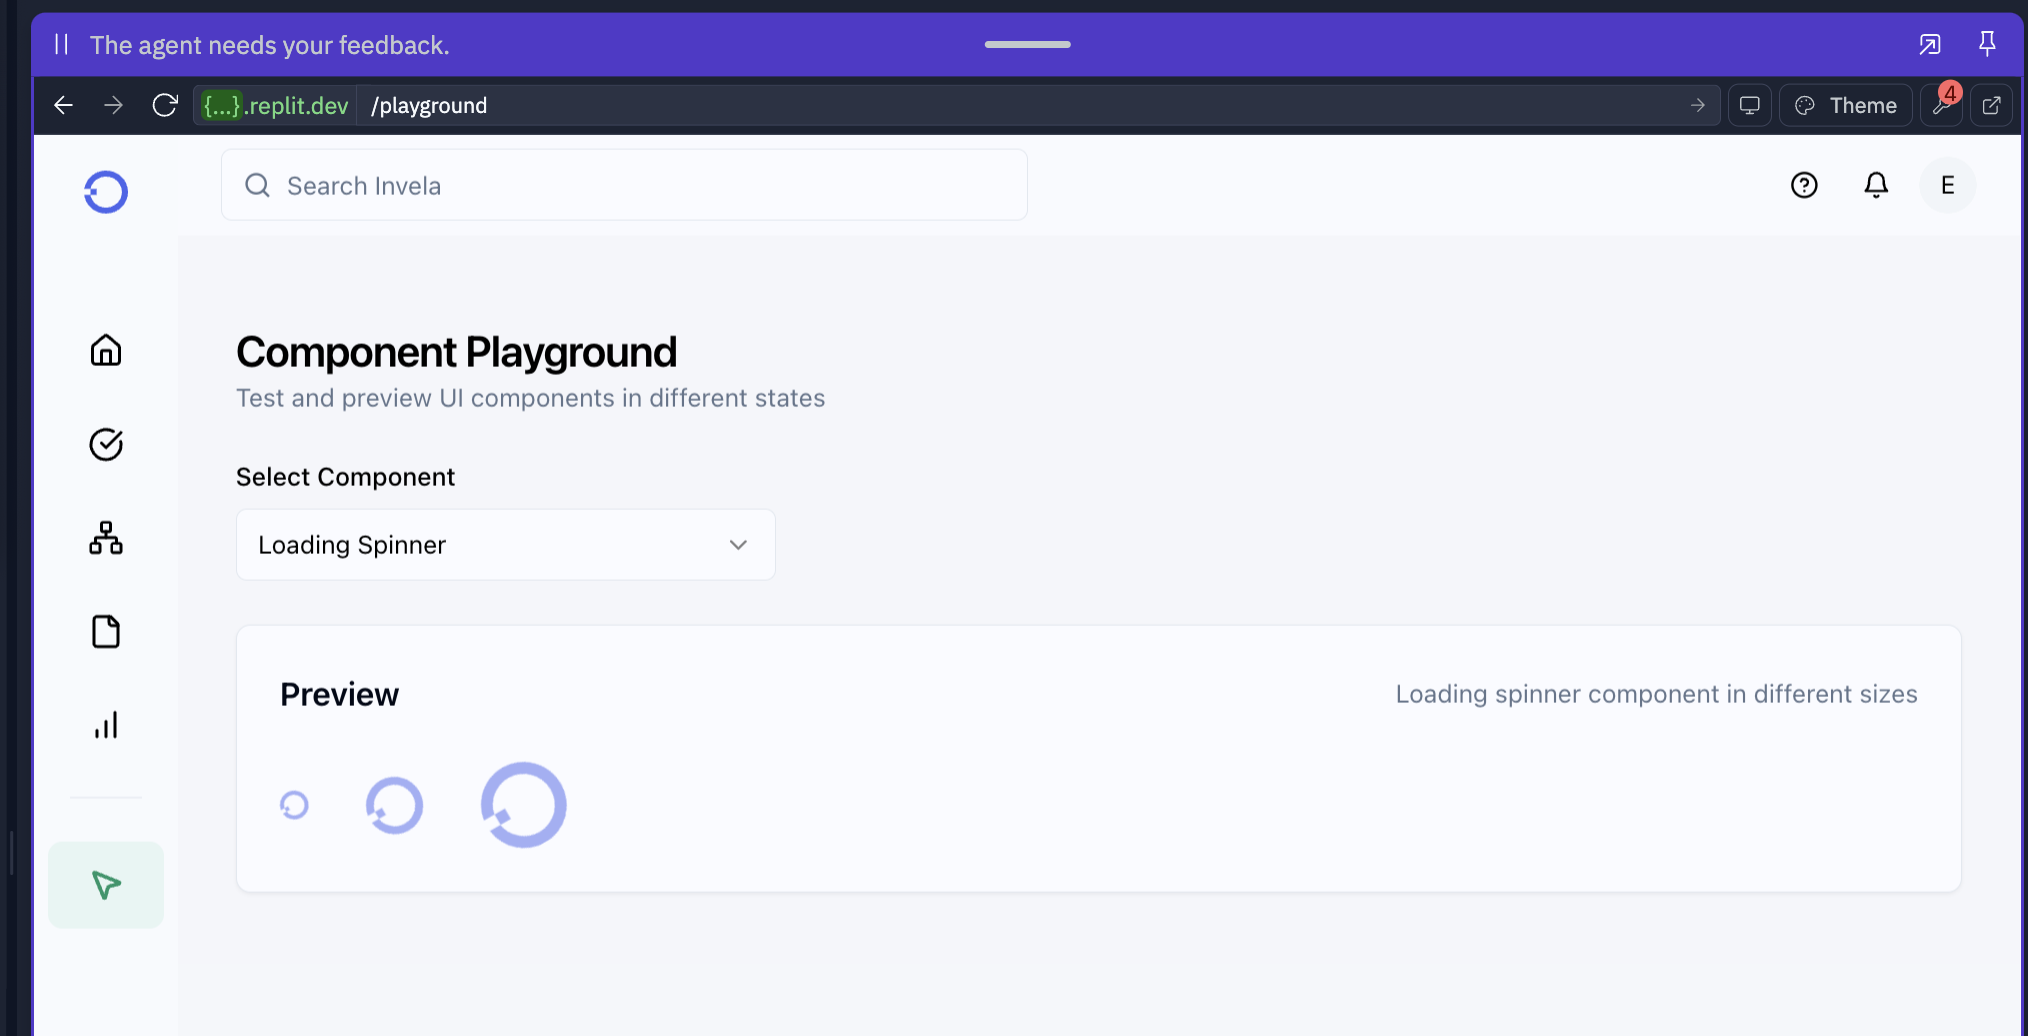 The agent needs your feedback.
{...}.replit.dev /playground
Theme
4
Search Invela
E
Component Playground
Test and preview UI components in different states
Select Component
Loading Spinner
Preview
Loading spinner component in different sizes